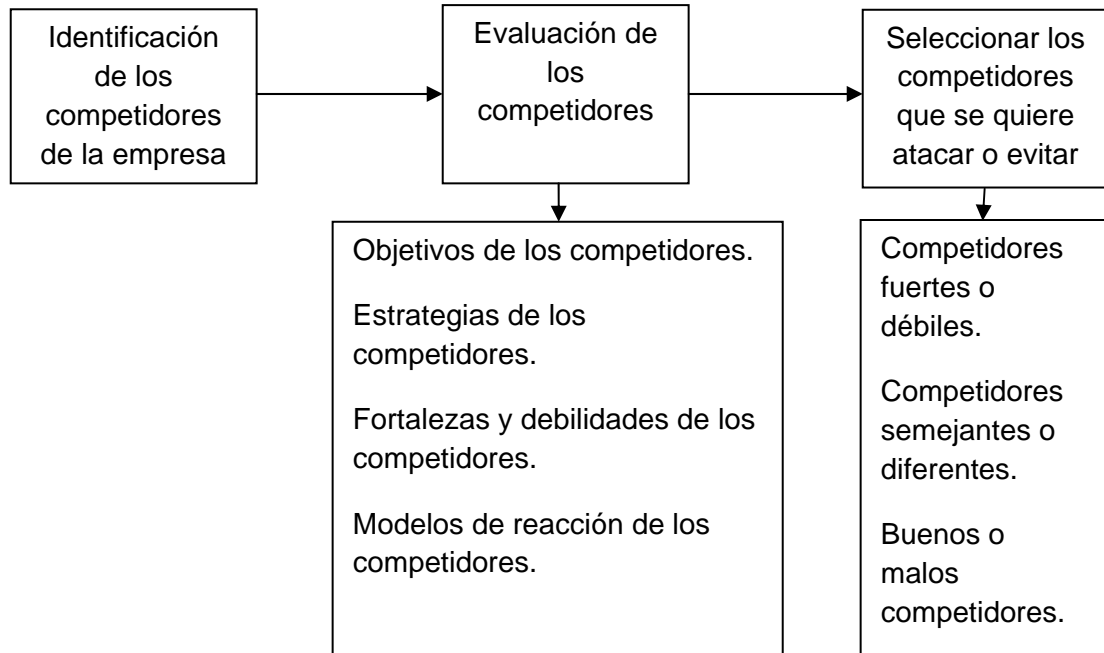 Identificación
de los
competidores
de la empresa
Evaluación de
los
competidores
Seleccionar los
competidores
que se quiere
atacar o evitar
Objetivos de los competidores.
Estrategias de los
competidores.
Fortalezas y debilidades de los
competidores.
Modelos de reacción de los
competidores.
Competidores
fuertes o
débiles.
Competidores
semejantes o
diferentes.
Buenos o
malos
competidores.